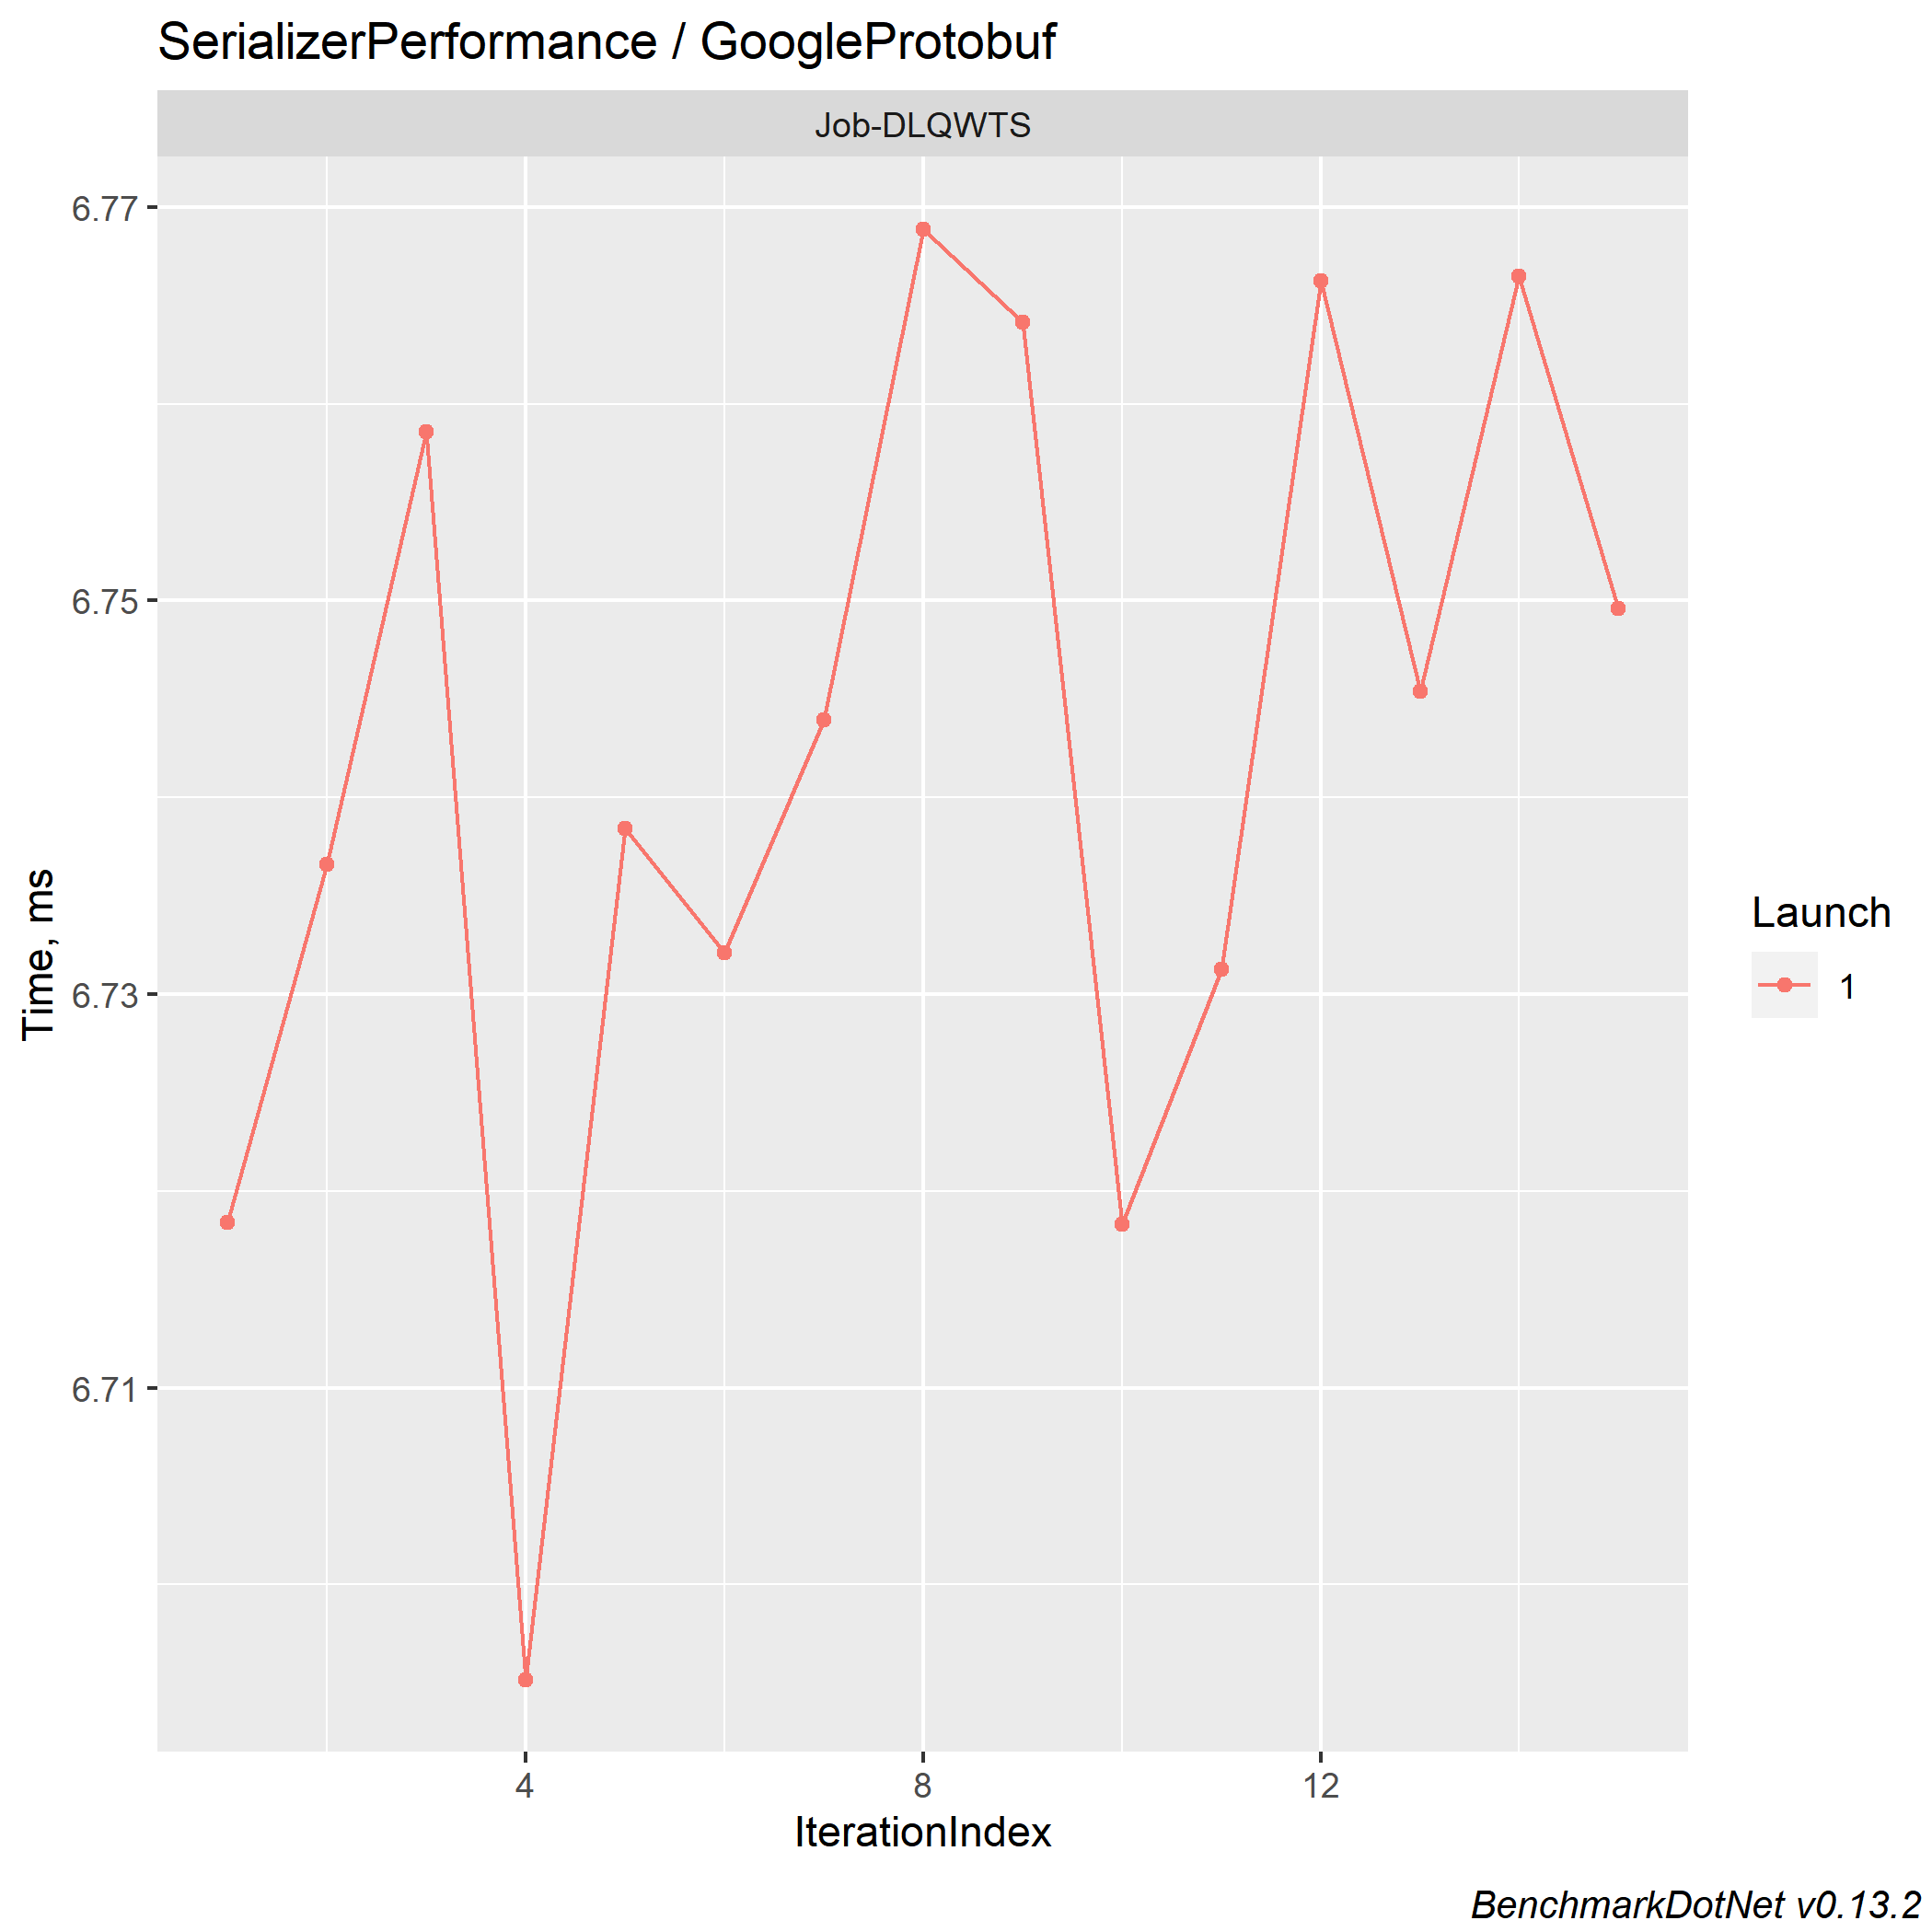 SerializerPerformance / GoogleProtobuf
Job-DLQWTS
6.77
6.75
6.73
6.71
Time, ms
4 8 12
IterationIndex
Launch
1
BenchmarkDotNet v0.13.2